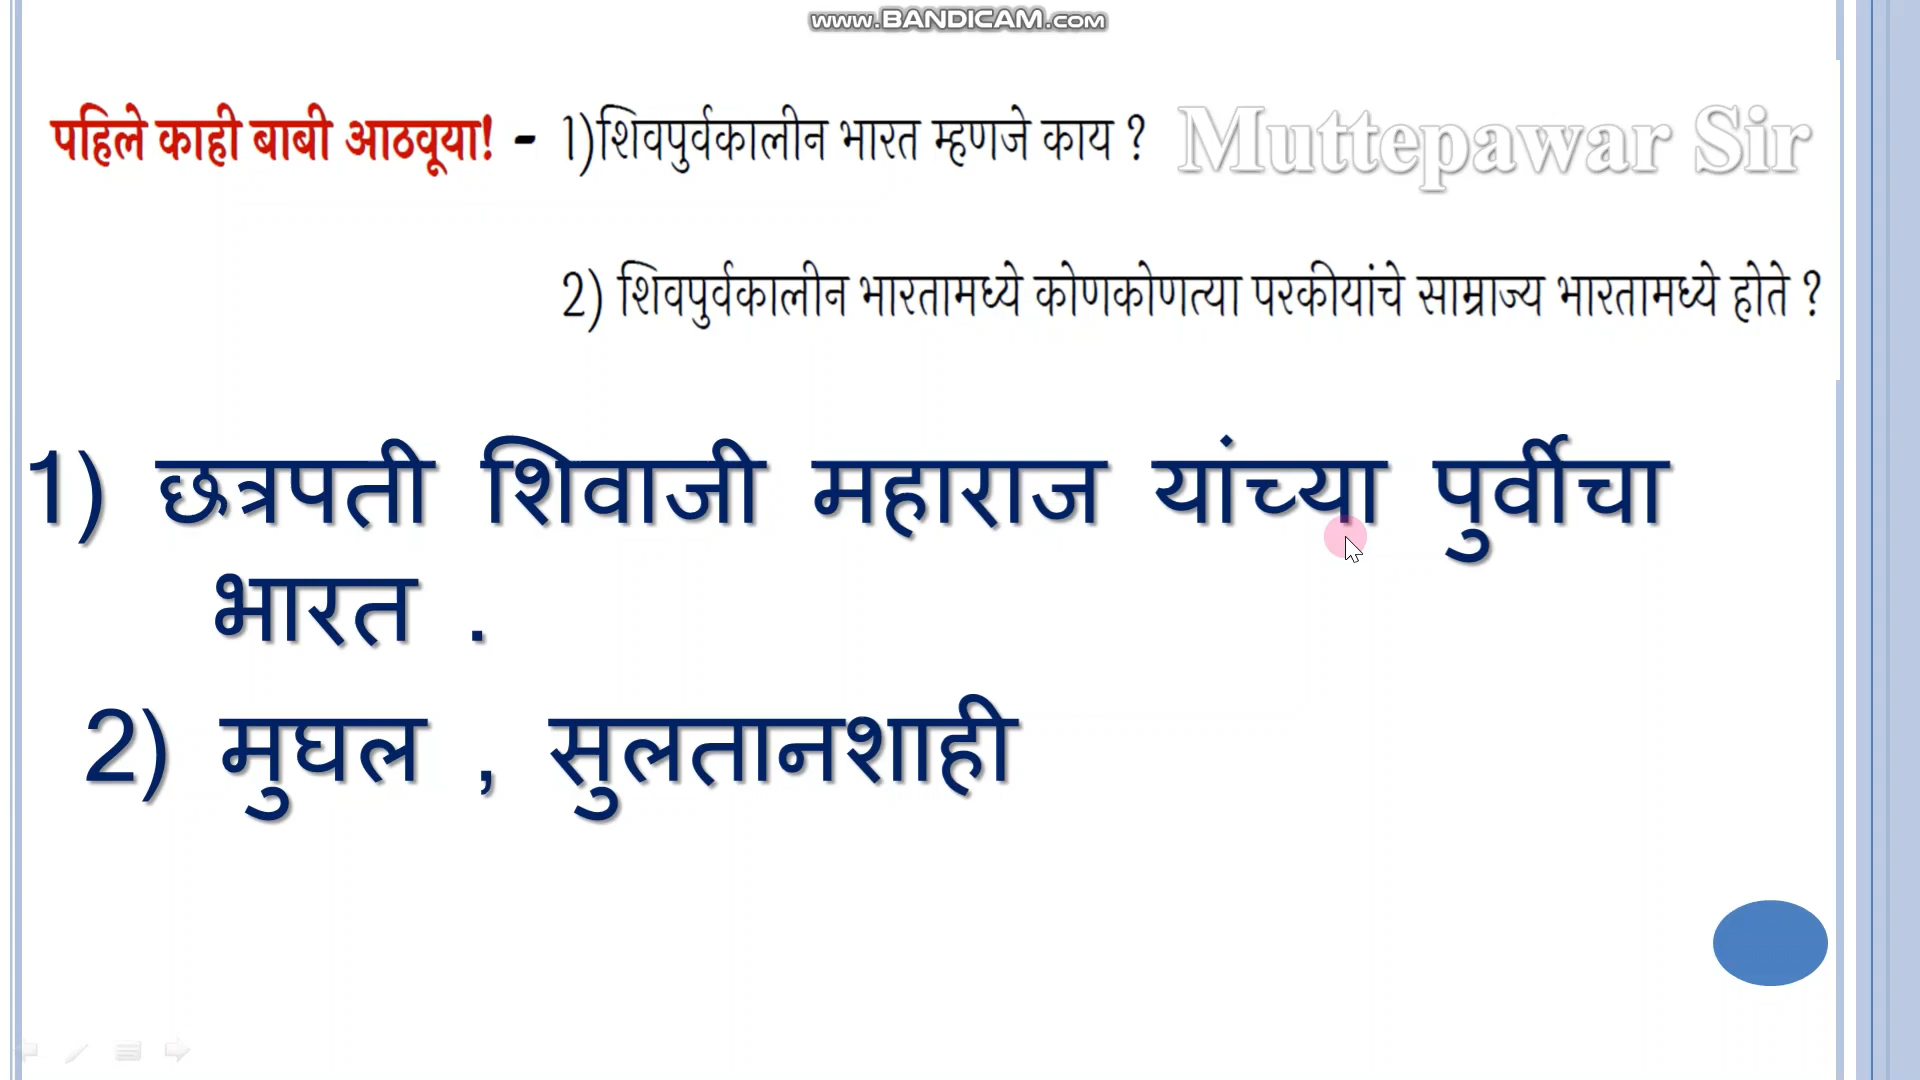 www.BANDICAM.com
पहिले काही बाबी आठवूया! - 1)शिवपुर्वकालीन भारत म्हणजे काय ? Muttepawar Sir
2) शिवपुर्वकालीन भारतामध्ये कोणकोणत्या परकीयांचे साम्राज्य भारतामध्ये होते ?
1) छत्रपती शिवाजी महाराज यांच्या पुर्वीचा
भारत .
2) मुघल , सुलतानशाही